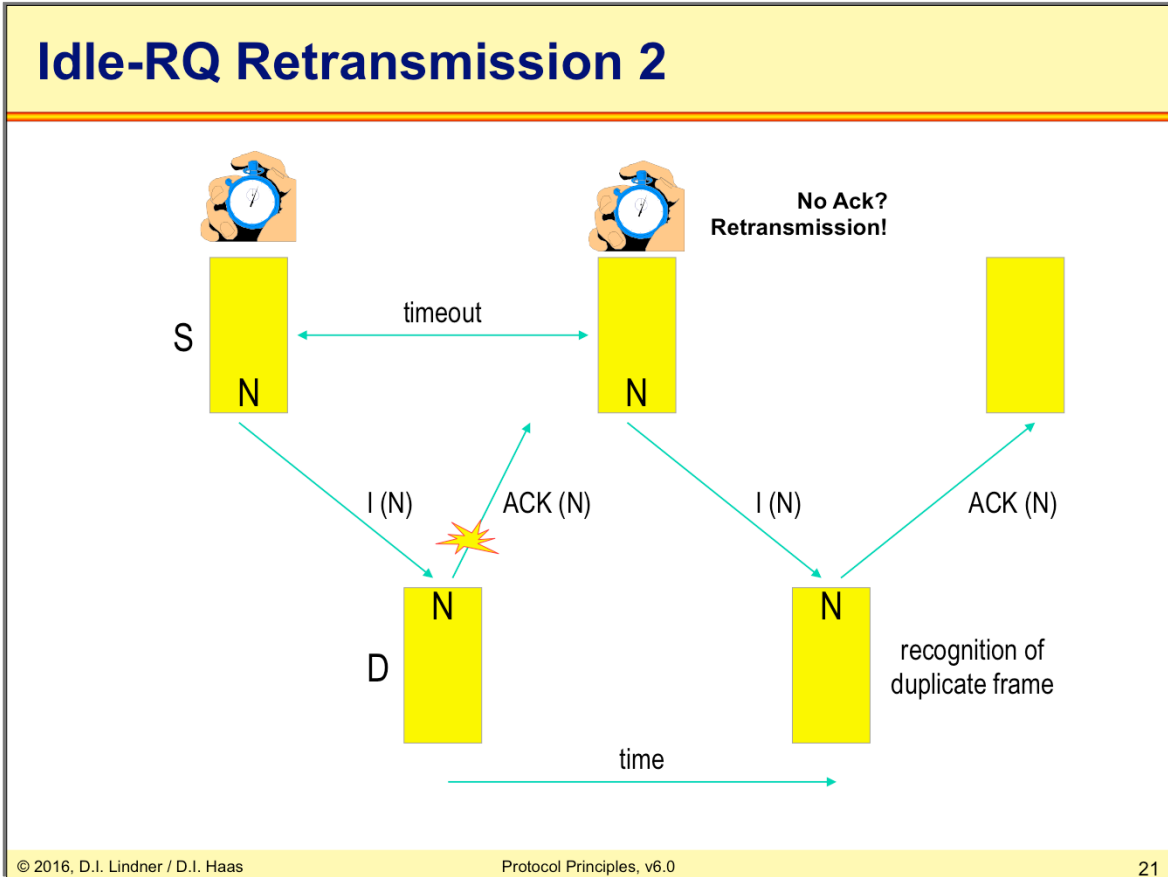 Idle-RQ Retransmission 2
No Ack?
Retransmission!
timeout
S
N
N
I (N)
ACK (N)
I (N)
ACK (N)
N
N
D
recognition of
duplicate frame
time
© 2016, D.I. Lindner / D.I. Haas
Protocol Principles, v6.0
21